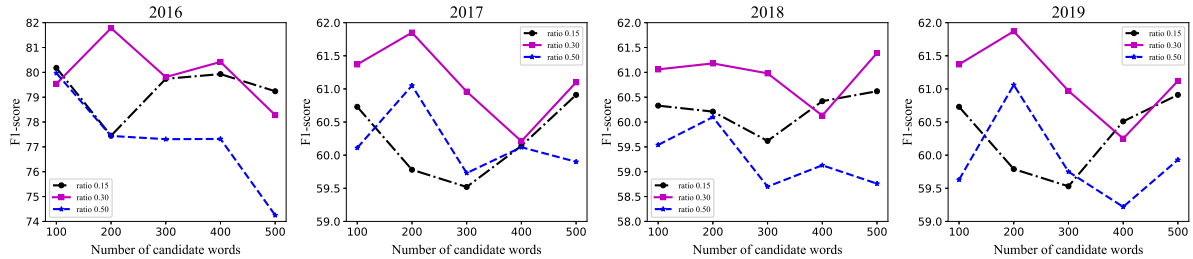 2016
82
81
80
79
78
77
76
75
74
F1-score
ratio 0.15
ratio 0.30
ratio 0.50
100 200 300 400 500
Number of candidate words
2017
62.0
61.5
61.0
60.5
60.0
59.5
59.0
F1-score
ratio 0.15
ratio 0.30
ratio 0.50
100 200 300 400 500
Number of candidate words
2018
62.0
61.5
61.0
60.5
60.0
59.5
59.0
58.5
58.0
F1-score
ratio 0.15
ratio 0.30
ratio 0.50
100 200 300 400 500
Number of candidate words
2019
62.0
61.5
61.0
60.5
60.0
59.5
59.0
F1-score
ratio 0.15
ratio 0.30
ratio 0.50
100 200 300 400 500
Number of candidate words